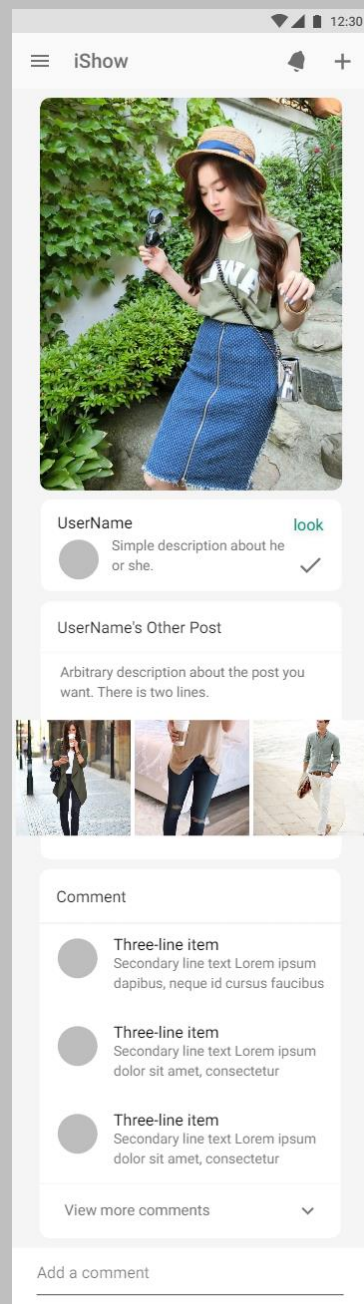 12:30
iShow
UserName
look
Simple description about he
or she.
UserName's Other Post
Arbitrary description about the post you
want. There is two lines.
Comment
Three-line item
Secondary line text Lorem ipsum
dapibus, neque id cursus faucibus
Three-line item
Secondary line text Lorem ipsum
dolor sit amet, consectetur
Three-line item
Secondary line text Lorem ipsum
dolor sit amet, consectetur
View more comments
Add a comment